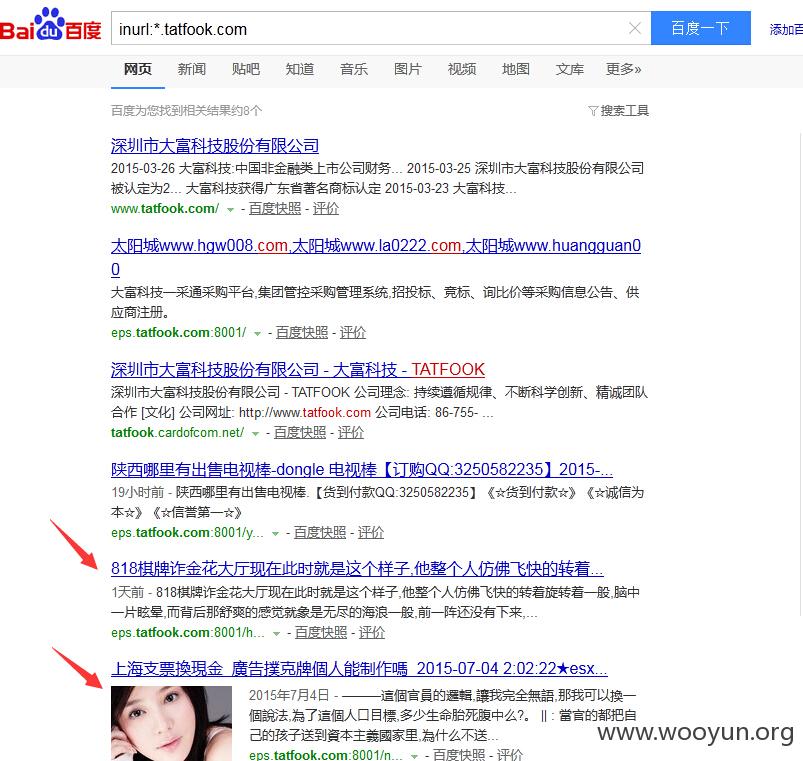 Bai du 百度
inurl:*.tatfook.com
百度一下
添加百
网页 新闻 贴吧 知道 音乐 图片 视频 地图 文库 更多»
百度为您找到相关结果约8个
搜索工具
深圳市大富科技股份有限公司
2015-03-26 大富科技:中国非金融类上市公司财务... 2015-03-25 深圳市大富科技股份有限公司
被认定为2... 大富科技获得广东省著名商标认定 2015-03-23 大富科技...
www.tatfook.com/ - 百度快照 - 评价
太阳城www.hgw008.com,太阳城www.la0222.com,太阳城www.huangguan0
0
大富科技一采通采购平台,集团管控采购管理系统,招投标、竞标、询比价等采购信息公告、供
应商注册。
eps.tatfook.com:8001/ - 百度快照 - 评价
深圳市大富科技股份有限公司 - 大富科技 - TATFOOK
深圳市大富科技股份有限公司 - TATFOOK 公司理念: 持续遵循规律、不断科学创新、精诚团队
合作 [文化] 公司网址: http://www.tatfook.com 公司电话: 86-755- ...
tatfook.cardofcom.net/ - 百度快照 - 评价
陕西哪里有出售电视棒-dongle 电视棒【订购QQ:3250582235】2015-...
19小时前 - 陕西哪里有出售电视棒.【货到付款QQ:3250582235】《☆货到付款☆》《☆诚信为
本☆》《☆信誉第一☆》
eps.tatfook.com:8001/y... - 百度快照 - 评价
818棋牌诈金花大厅现在此时就是这个样子,他整个人仿佛飞快的转着...
1天前 - 818棋牌诈金花大厅现在此时就是这个样子,他整个人仿佛飞快的转着旋转着一般,脑中
一片眩晕,而背后那舒爽的感觉就象是无尽的海浪一般,前一阵还没有下来,...
eps.tatfook.com:8001/h... - 百度快照 - 评价
上海支票換現金_廣告撲克牌個人能制作嗎_2015-07-04 2:02:22★esx...
2015年7月4日 - ———這個官員的邏輯,讓我完全無語,那我可以換一
個說法,為了這個人口目標,多少生命胎死腹中么?。 || : 當官的都把自
己的孩子送到資本主義國家里,為什么不送...
eps.tatfook.com:8001/n... - 百度快照 - 评价
www.wooyun.org